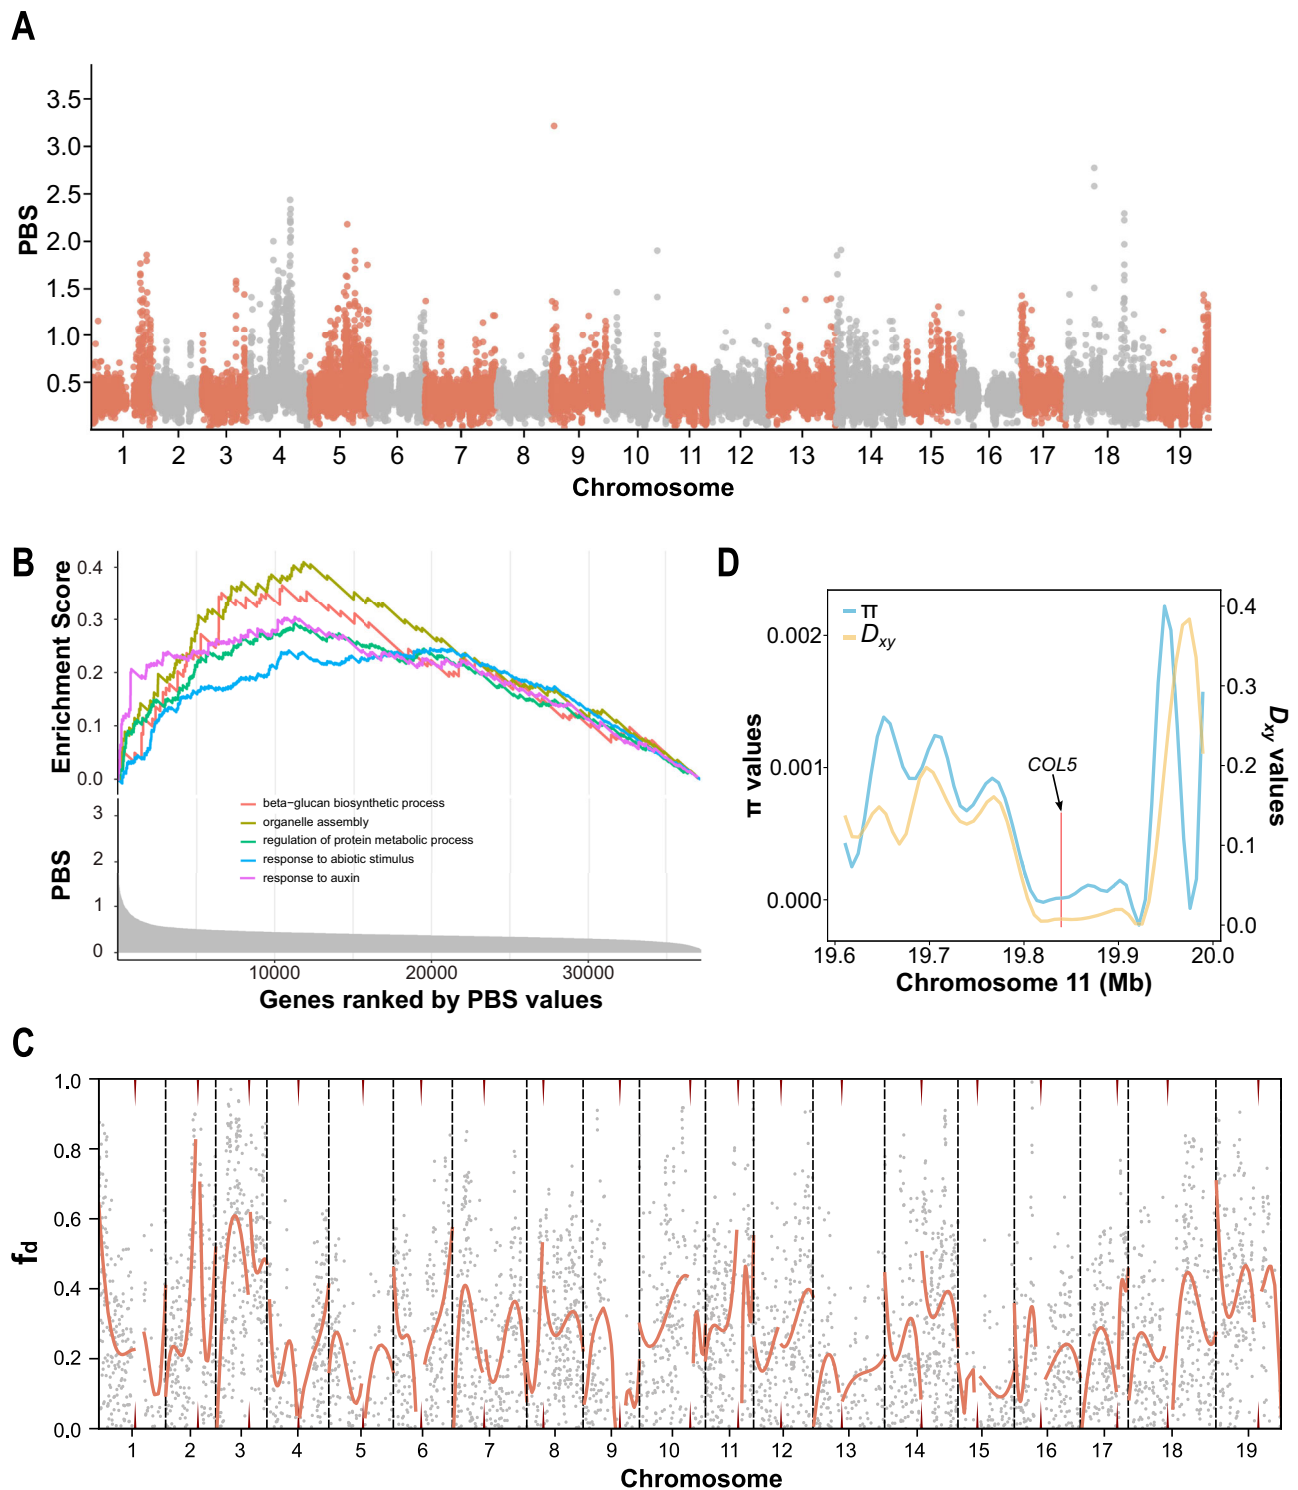 A
PBS
3.5
3.0
2.5
2.0
1.5
1.0
0.5
1 2 3 4 5 6 7 8 9 10 11 12 13 14 15 16 17 18 19
Chromosome
B
Enrichment Score
0.4
0.3
0.2
0.1
0.0
beta−glucan biosynthetic process
organelle assembly
regulation of protein metabolic process
response to abiotic stimulus
response to auxin
PBS
3
2
1
0
10000 20000 30000
Genes ranked by PBS values
D
π
Dxy
π values
0.002
0.001
0.000
COL5
0.4
0.3
0.2
0.1
0.0
Dxy values
19.6 19.7 19.8 19.9 20.0
Chromosome 11 (Mb)
C
fd
1.0
0.8
0.6
0.4
0.2
0.0
1 2 3 4 5 6 7 8 9 10 11 12 13 14 15 16 17 18 19
Chromosome